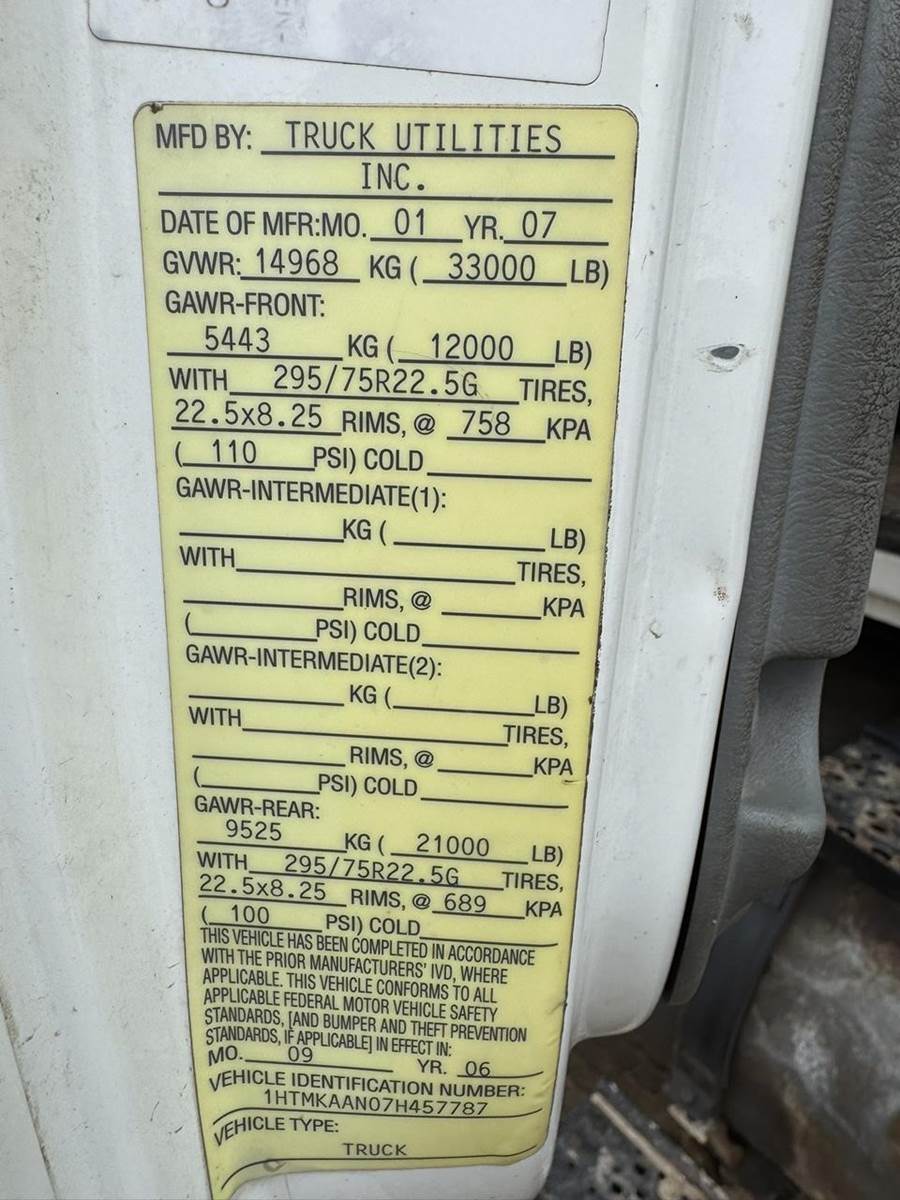 MFD BY: TRUCK UTILITIES
INC.
DATE OF MFR:MO. 01 YR. 07
GVWR: 14968 KG ( 33000 LB)
GAWR-FRONT:
5443 KG ( 12000 LB)
WITH 295/75R22.5G TIRES,
22.5x8.25 RIMS, @ 758 KPA
( 110 PSI) COLD
GAWR-INTERMEDIATE(1):
KG ( LB)
WITH TIRES,
RIMS, @ KPA
( PSI) COLD
GAWR-INTERMEDIATE(2):
KG ( LB)
WITH TIRES,
RIMS, @ KPA
( PSI) COLD
GAWR-REAR:
9525 KG ( 21000 LB)
WITH 295/75R22.5G TIRES,
22.5x8.25 RIMS, @ 689 KPA
( 100 PSI) COLD
THIS VEHICLE HAS BEEN COMPLETED IN ACCORDANCE
WITH THE PRIOR MANUFACTURERS' IVD, WHERE
APPLICABLE. THIS VEHICLE CONFORMS TO ALL
APPLICABLE FEDERAL MOTOR VEHICLE SAFETY
STANDARDS, [AND BUMPER AND THEFT PREVENTION
STANDARDS, IF APPLICABLE] IN EFFECT IN:
MO. 09 YR. 06
VEHICLE IDENTIFICATION NUMBER:
1HTMKAAN07H457787
VEHICLE TYPE:
TRUCK